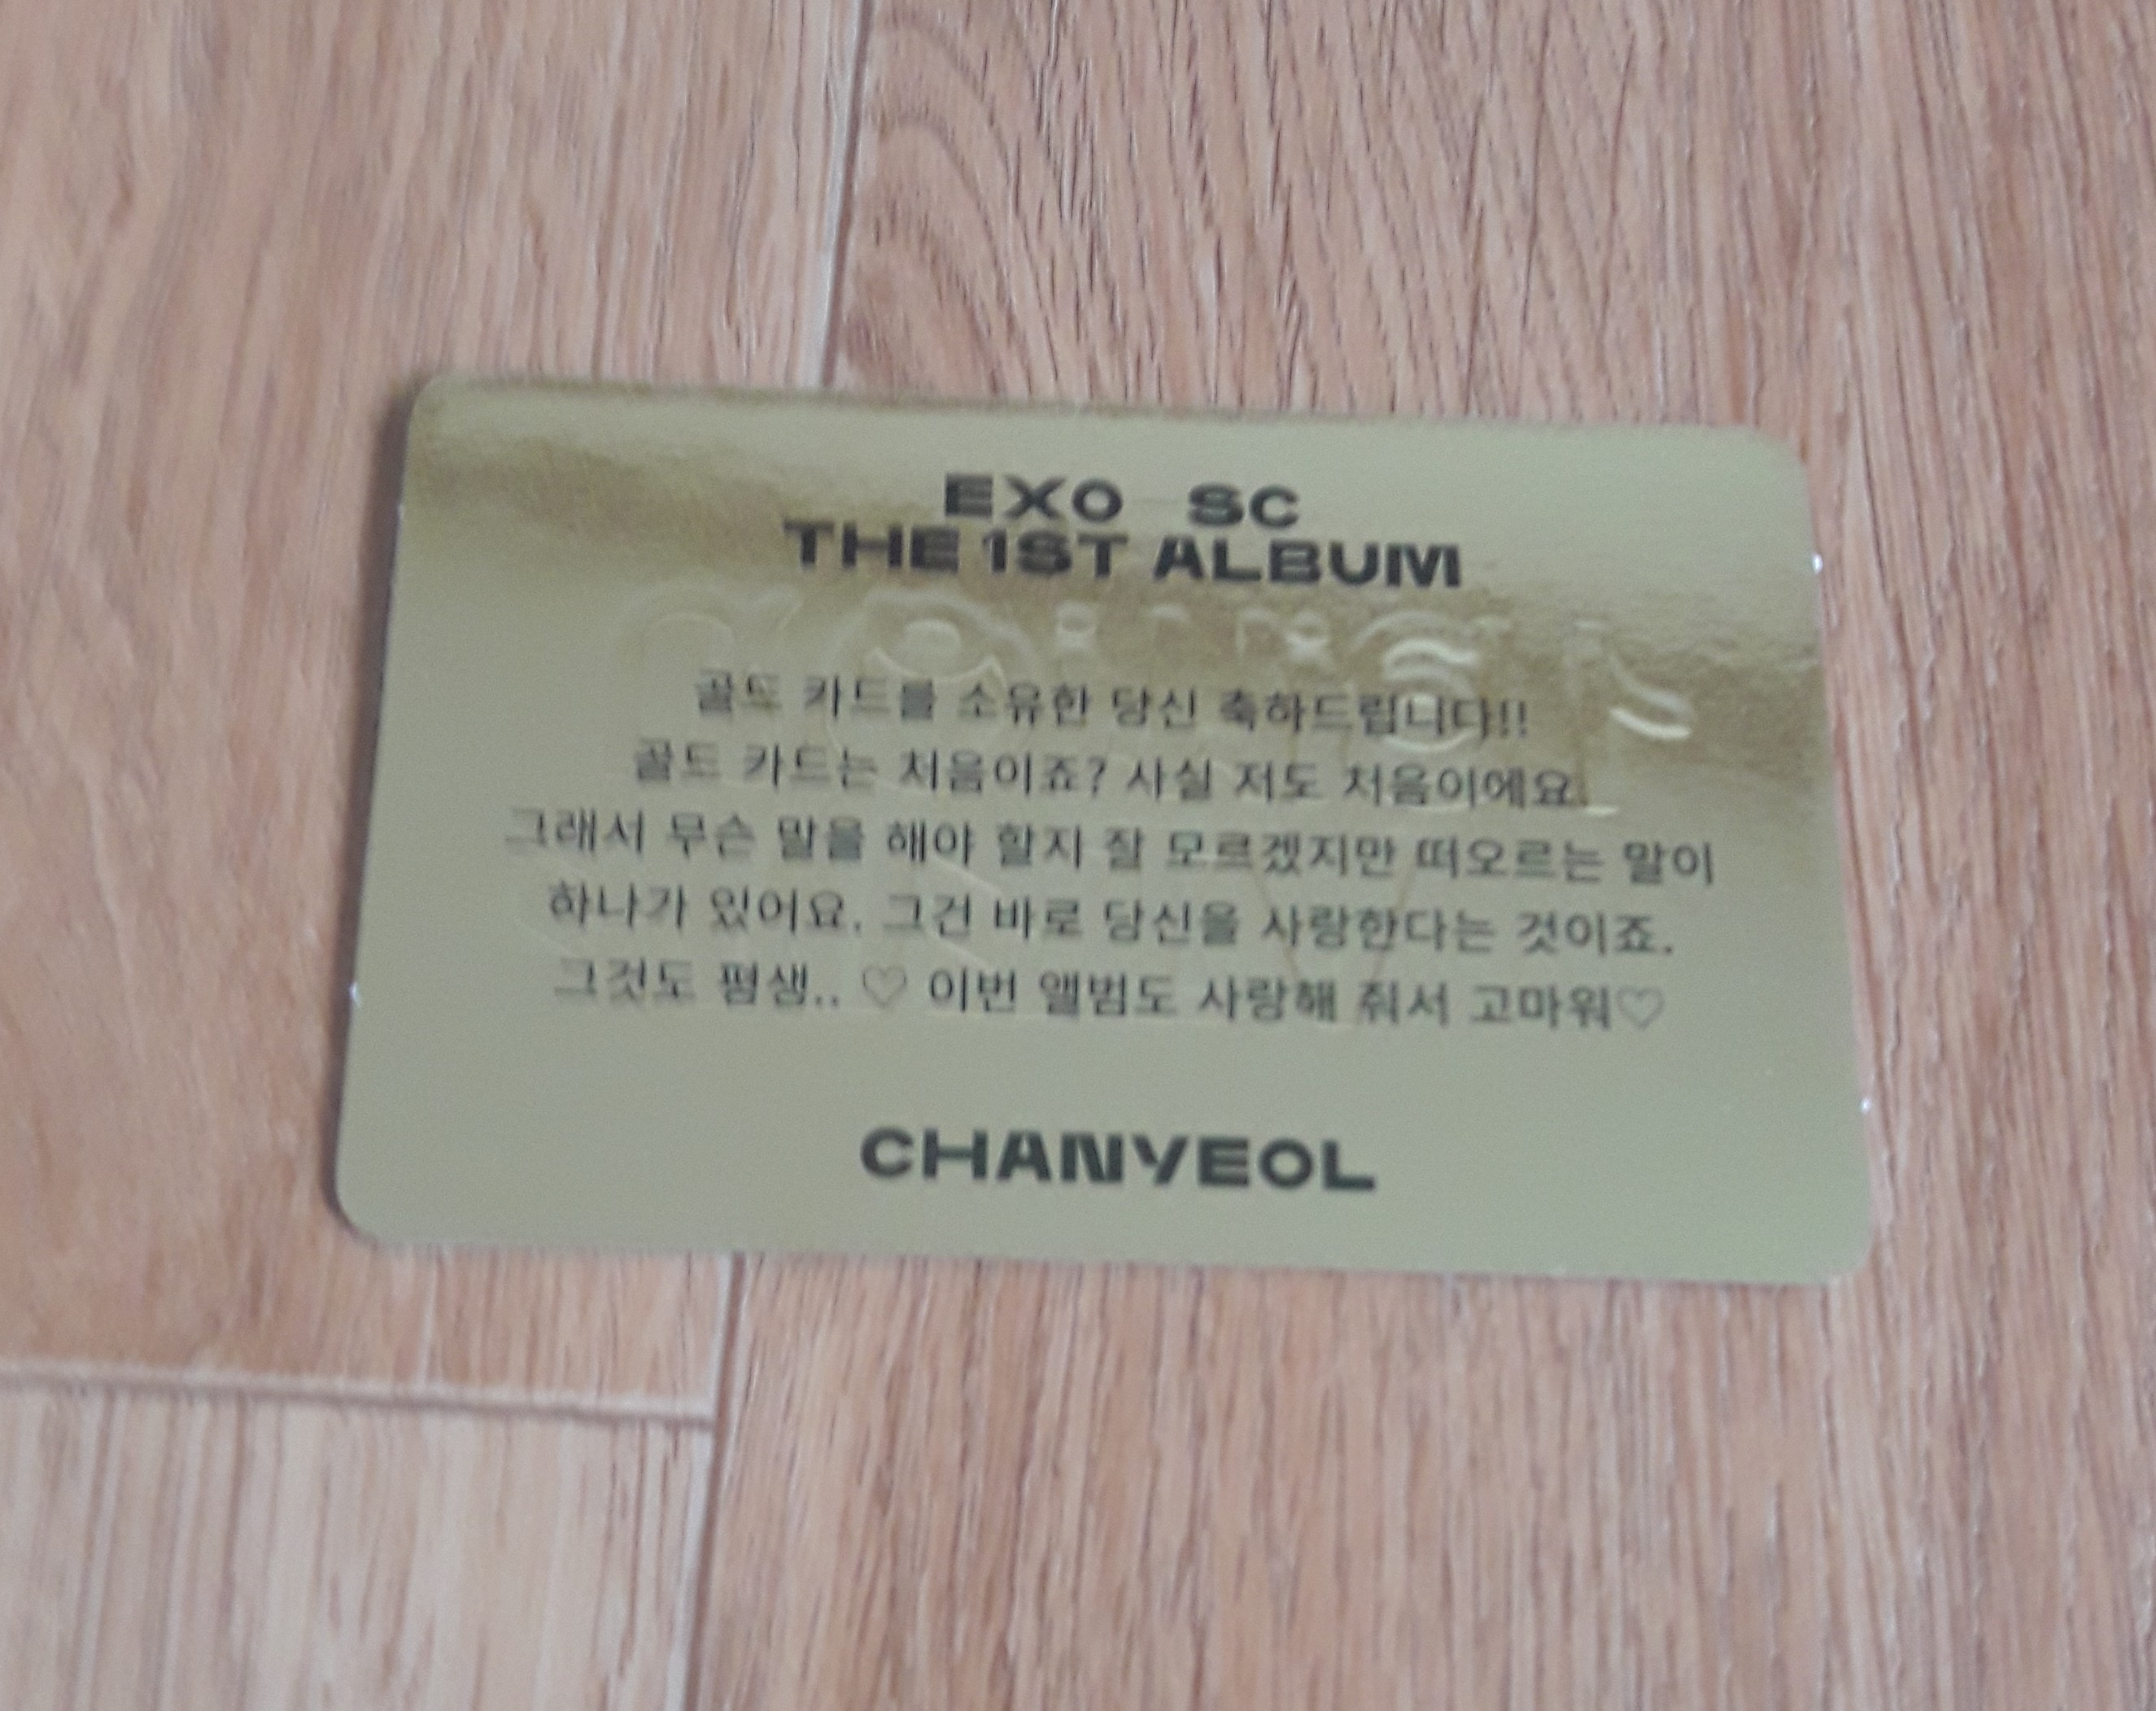 EXO SC
THE 1ST ALBUM
골드 카드를 소유한 당신 축하드립니다!!
골드 카드는 처음이죠? 사실 저도 처음이에요.
그래서 무슨 말을 해야 할지 잘 모르겠지만 떠오르는 말이
하나가 있어요. 그건 바로 당신을 사랑한다는 것이죠.
그것도 평생.. ♡ 이번 앨범도 사랑해 줘서 고마워♡
CHANYEOL